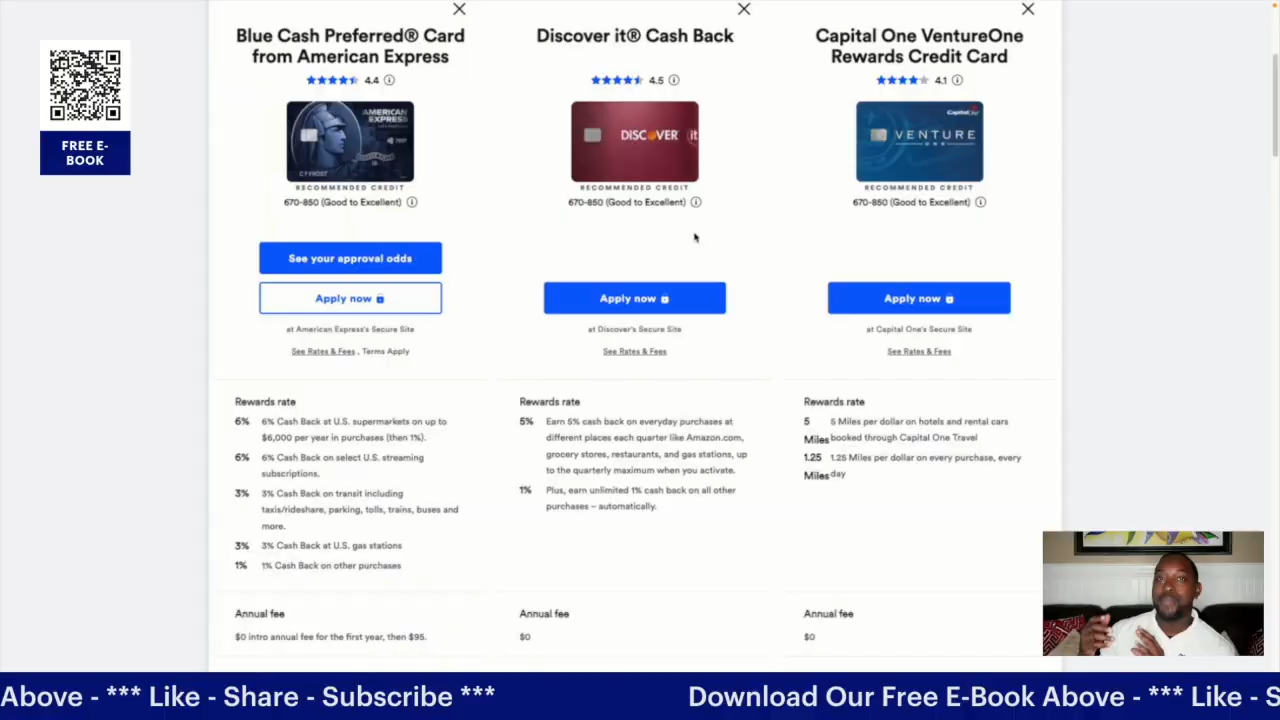 Blue Cash Preferred® Card
from American Express
4.4
AMERICAN
EXPRESS
C F FROST
RECOMMENDED CREDIT
670-850 (Good to Excellent)
See your approval odds
Apply now
at American Express's Secure Site
See Rates & Fees , Terms Apply
Rewards rate
6% 6% Cash Back at U.S. supermarkets on up to
$6,000 per year in purchases (then 1%).
6% 6% Cash Back on select U.S. streaming
subscriptions.
3% 3% Cash Back on transit including
taxis/rideshare, parking, tolls, trains, buses and
more.
3% 3% Cash Back at U.S. gas stations
1% 1% Cash Back on other purchases
Annual fee
$0 intro annual fee for the first year, then $95.
Discover it® Cash Back
4.5
DISCOVER it
RECOMMENDED CREDIT
670-850 (Good to Excellent)
Apply now
at Discover's Secure Site
See Rates & Fees
Rewards rate
5% Earn 5% cash back on everyday purchases at
different places each quarter like Amazon.com,
grocery stores, restaurants, and gas stations, up
to the quarterly maximum when you activate.
1% Plus, earn unlimited 1% cash back on all other
purchases – automatically.
Annual fee
$0
Capital One VentureOne
Rewards Credit Card
4.1
Capital One
VENTURE
ONE
RECOMMENDED CREDIT
670-850 (Good to Excellent)
Apply now
at Capital One's Secure Site
See Rates & Fees
Rewards rate
5 Miles 5 Miles per dollar on hotels and rental cars
booked through Capital One Travel
1.25 Miles 1.25 Miles per dollar on every purchase, every
day
Annual fee
$0
FREE E-
BOOK
Above - *** Like - Share - Subscribe *** Download Our Free E-Book Above - *** Like - S